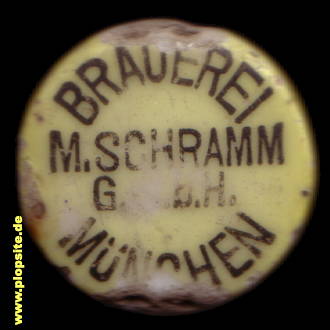 BRAUEREI
M.SCHRAMM
G. .b.H.
MÜNCHEN
www.plopsite.de